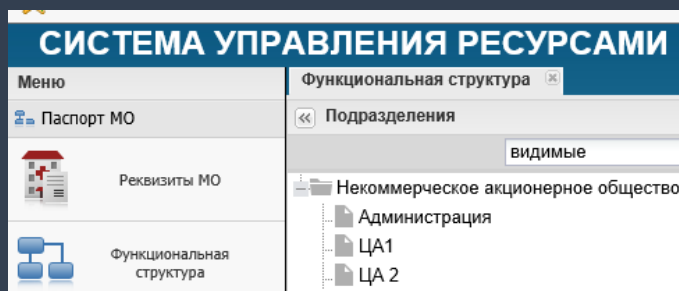 СИСТЕМА УПРАВЛЕНИЯ РЕСУРСАМИ
Меню
Паспорт МО
Реквизиты МО
Функциональная
структура
Функциональная структура
Подразделения
видимые
Некоммерческое акционерное общество
Администрация
ЦА1
ЦА 2